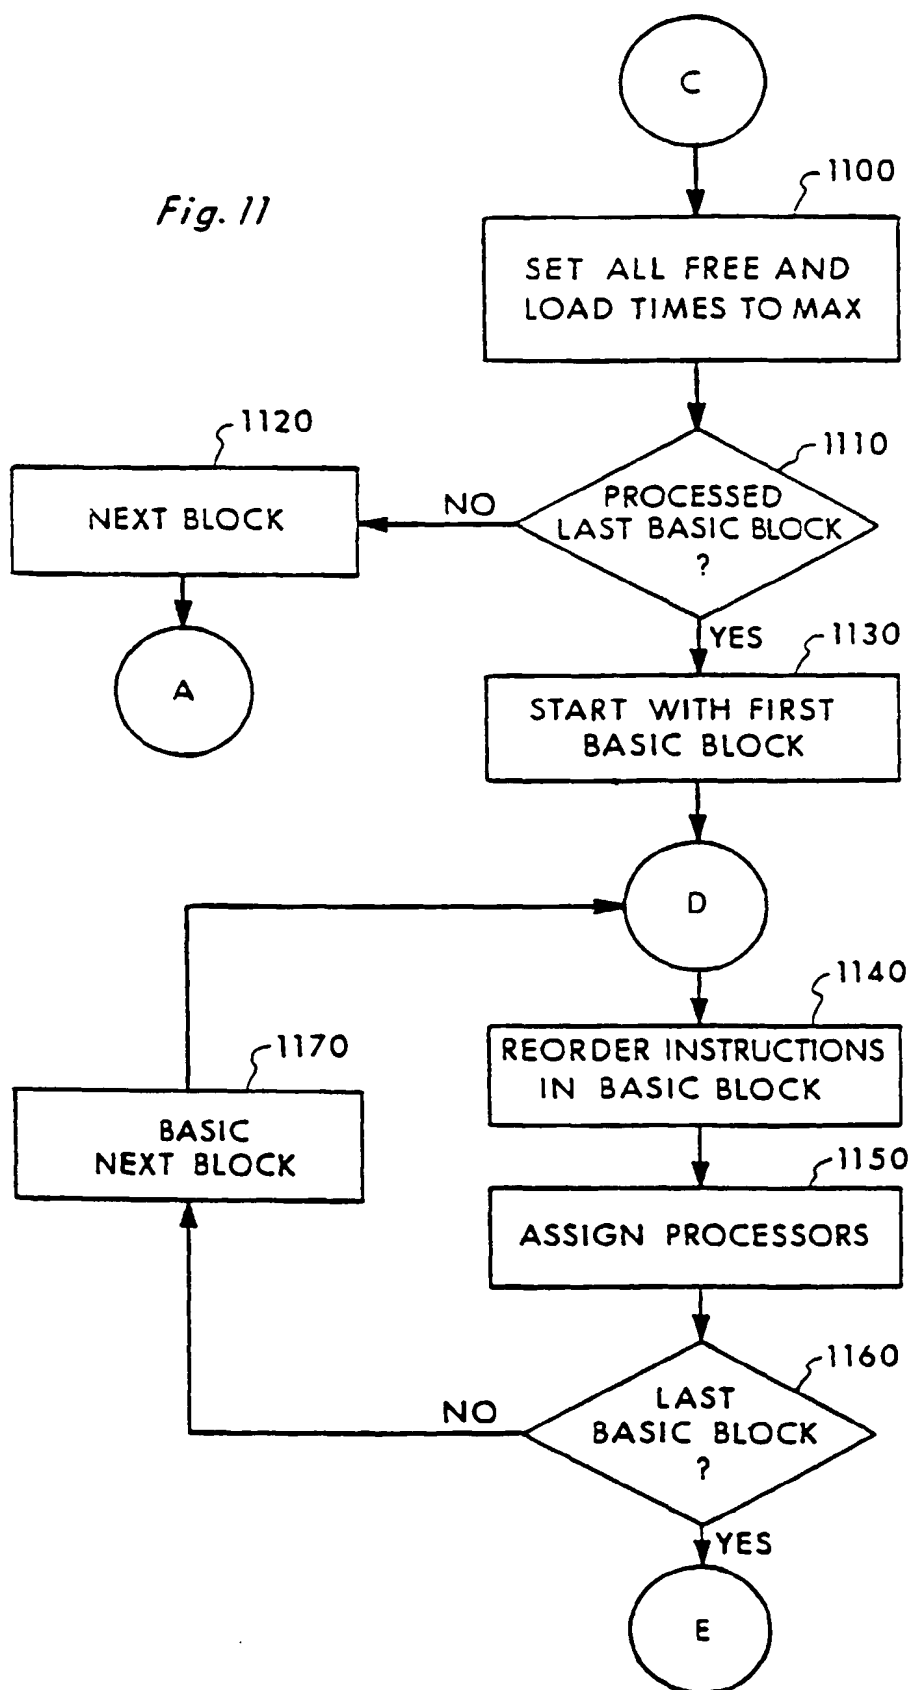 C
Fig. 11
1100
SET ALL FREE AND
LOAD TIMES TO MAX
1120
NEXT BLOCK
NO
1110
PROCESSED
LAST BASIC BLOCK
?
A
YES
1130
START WITH FIRST
BASIC BLOCK
D
1140
REORDER INSTRUCTIONS
IN BASIC BLOCK
1170
BASIC
NEXT BLOCK
1150
ASSIGN PROCESSORS
NO
1160
LAST
BASIC BLOCK
?
YES
E